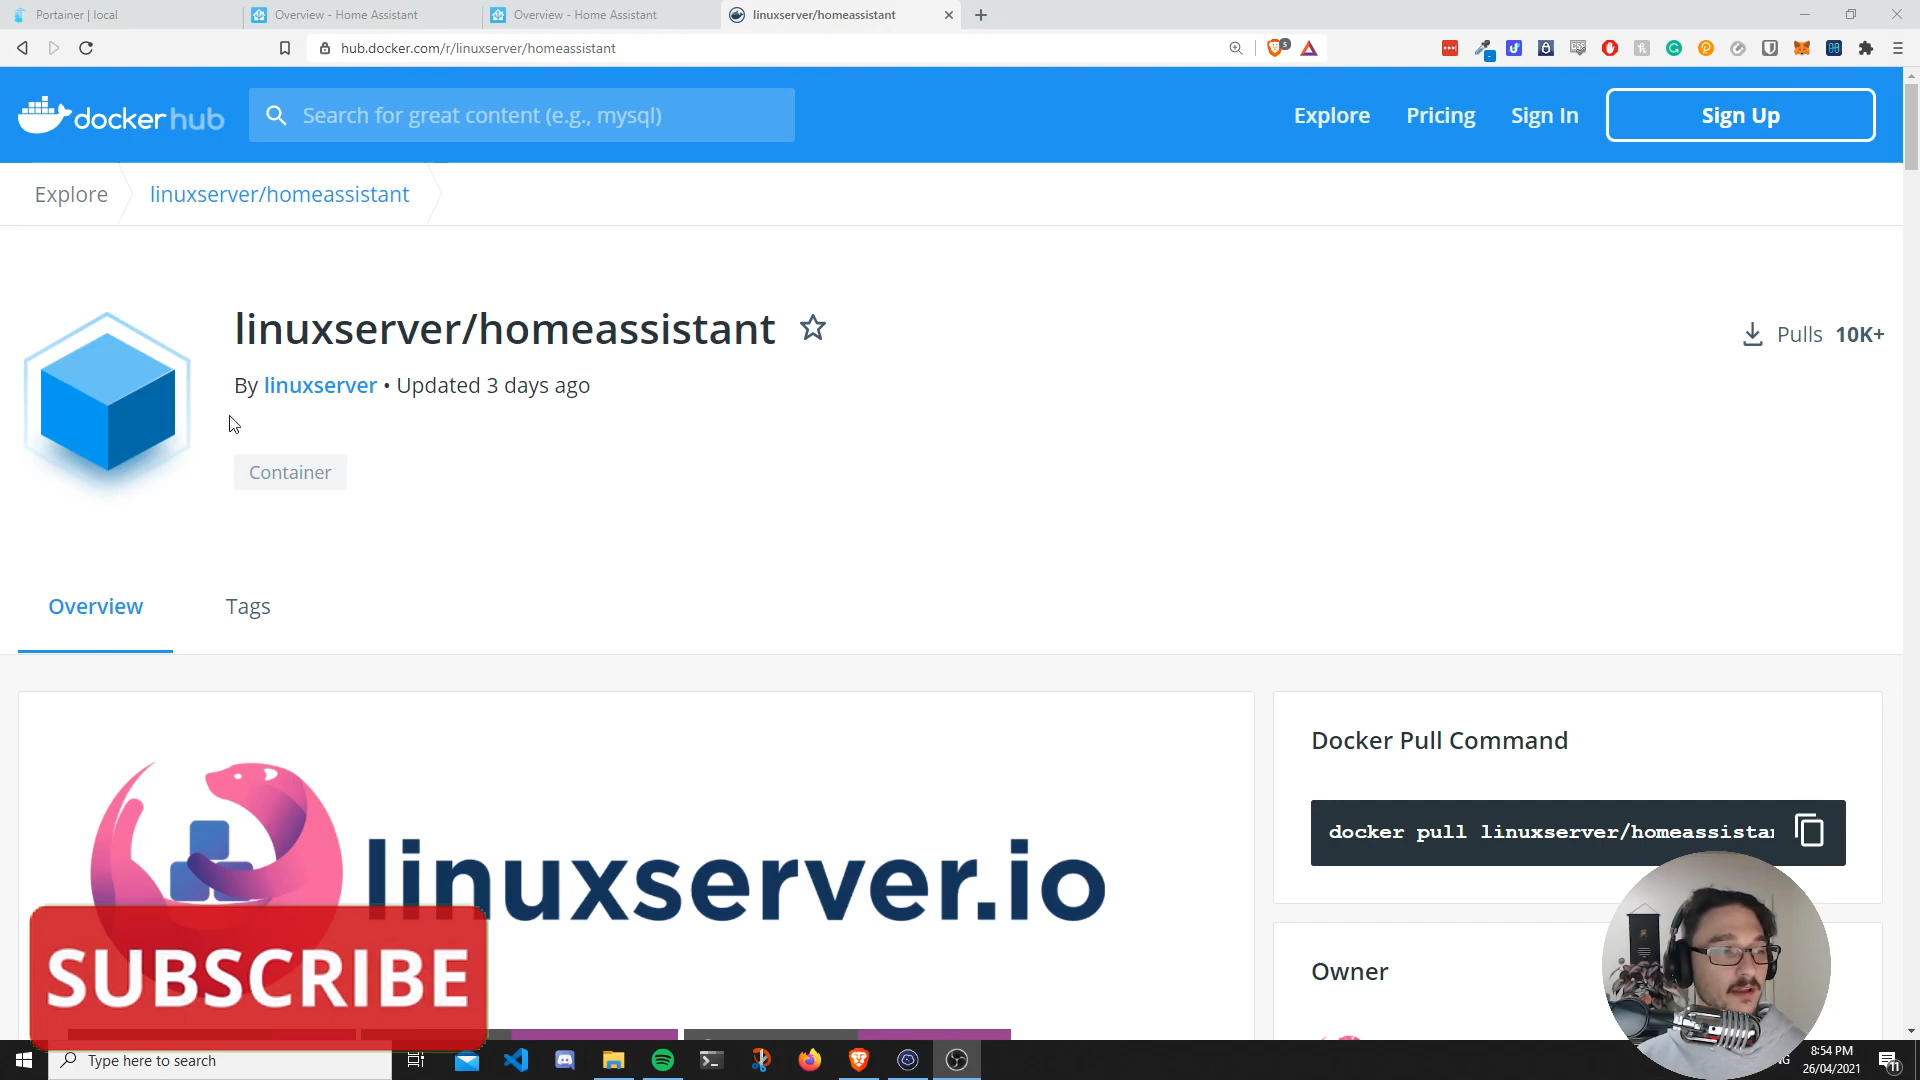 Portainer | local
Overview - Home Assistant
Overview - Home Assistant
linuxserver/homeassistant
hub.docker.com/r/linuxserver/homeassistant
5
dockerhub
Search for great content (e.g., mysql)
Explore
Pricing
Sign In
Sign Up
Explore
linuxserver/homeassistant
linuxserver/homeassistant
Pulls 10K+
By linuxserver • Updated 3 days ago
Container
Overview
Tags
Docker Pull Command
docker pull linuxserver/homeassista
linuxserver.io
SUBSCRIBE
Owner
Type here to search
8:54 PM
26/04/2021
11